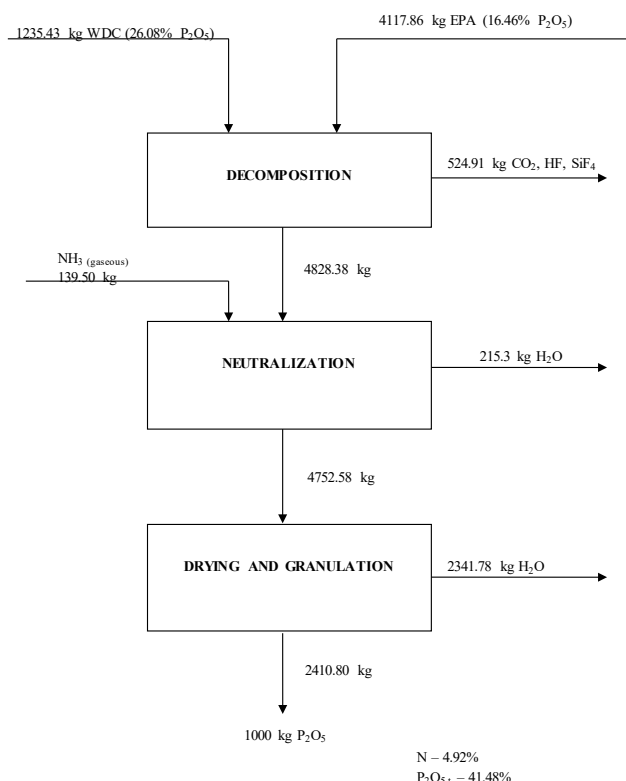 4117.86 kg EPA (16.46% P₂O₅)
1235.43 kg WDC (26.08% P₂O₅)
DECOMPOSITION
524.91 kg CO₂, HF, SiF₄
NH₃ (gaseous)
139.50 kg
4828.38 kg
NEUTRALIZATION
215.3 kg H₂O
4752.58 kg
DRYING AND GRANULATION
2341.78 kg H₂O
2410.80 kg
1000 kg P₂O₅
N – 4.92%
– 41.48%